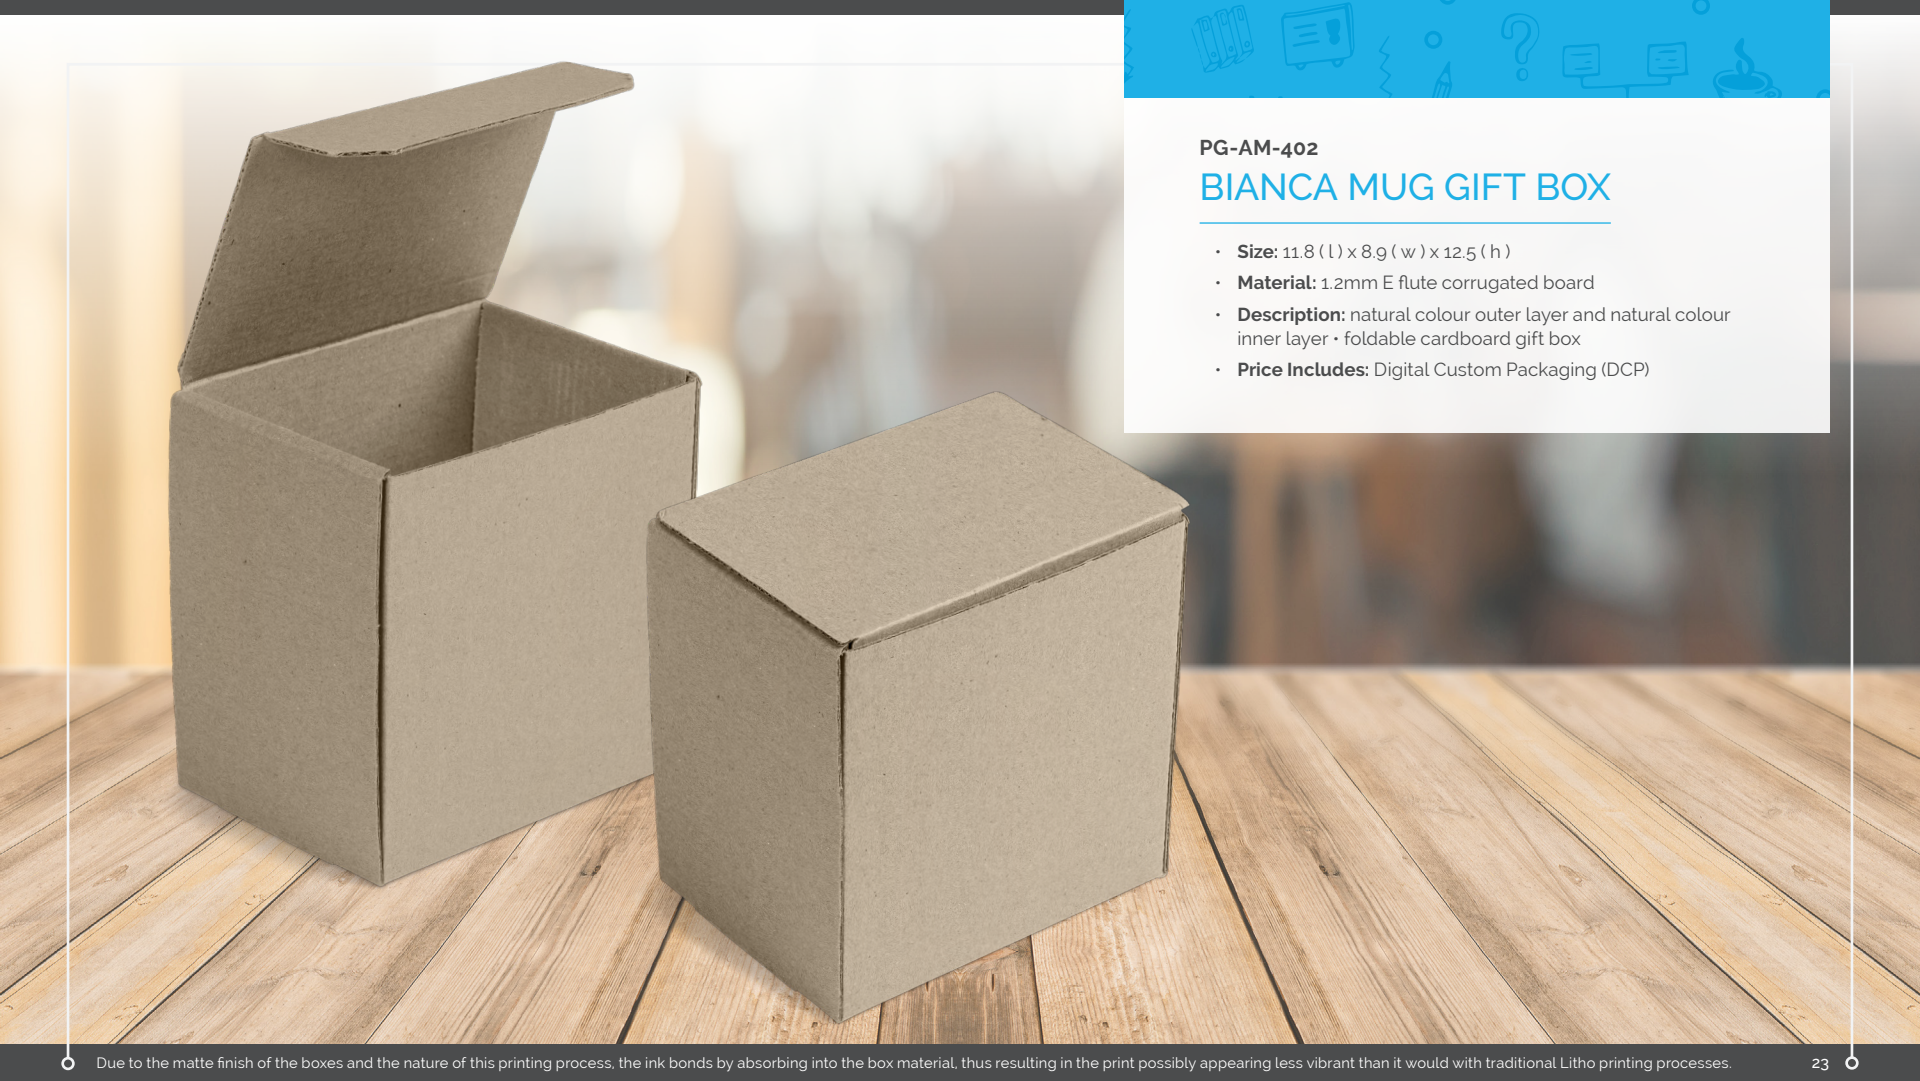 PG-AM-402
BIANCA MUG GIFT BOX
• Size: 11.8 ( l ) x 8.9 ( w ) x 12.5 ( h )
• Material: 1.2mm E flute corrugated board
• Description: natural colour outer layer and natural colour
inner layer • foldable cardboard gift box
• Price Includes: Digital Custom Packaging (DCP)
Due to the matte finish of the boxes and the nature of this printing process, the ink bonds by absorbing into the box material, thus resulting in the print possibly appearing less vibrant than it would with traditional Litho printing processes.
23